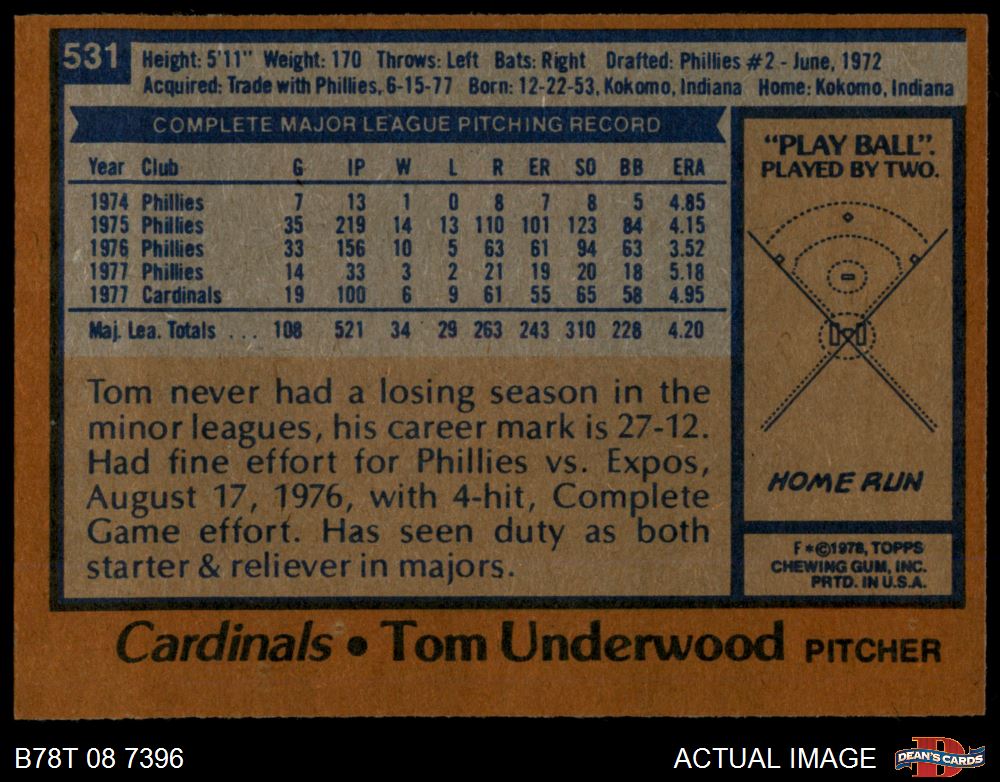 531
Height: 5'11" Weight: 170 Throws: Left Bats: Right Drafted: Phillies #2 - June, 1972
Acquired: Trade with Phillies, 6-15-77 Born: 12-22-53, Kokomo, Indiana Home: Kokomo, Indiana
COMPLETE MAJOR LEAGUE PITCHING RECORD
Year Club G IP W L R ER SO BB ERA
1974 Phillies 7 13 1 0 8 7 8 5 4.85
1975 Phillies 35 219 14 13 110 101 123 84 4.15
1976 Phillies 33 156 10 5 63 61 94 63 3.52
1977 Phillies 14 33 3 2 21 19 20 18 5.18
1977 Cardinals 19 100 6 9 61 55 65 58 4.95
Maj. Lea. Totals ... 108 521 34 29 263 243 310 228 4.20
Tom never had a losing season in the
minor leagues, his career mark is 27-12.
Had fine effort for Phillies vs. Expos,
August 17, 1976, with 4-hit, Complete
Game effort. Has seen duty as both
starter & reliever in majors.
"PLAY BALL".
PLAYED BY TWO.
HOME RUN
F*©1978, TOPPS
CHEWING GUM, INC.
PRTD. IN U.S.A.
Cardinals • Tom Underwood PITCHER
B78T 08 7396
ACTUAL IMAGE
D
DEAN'S CARDS